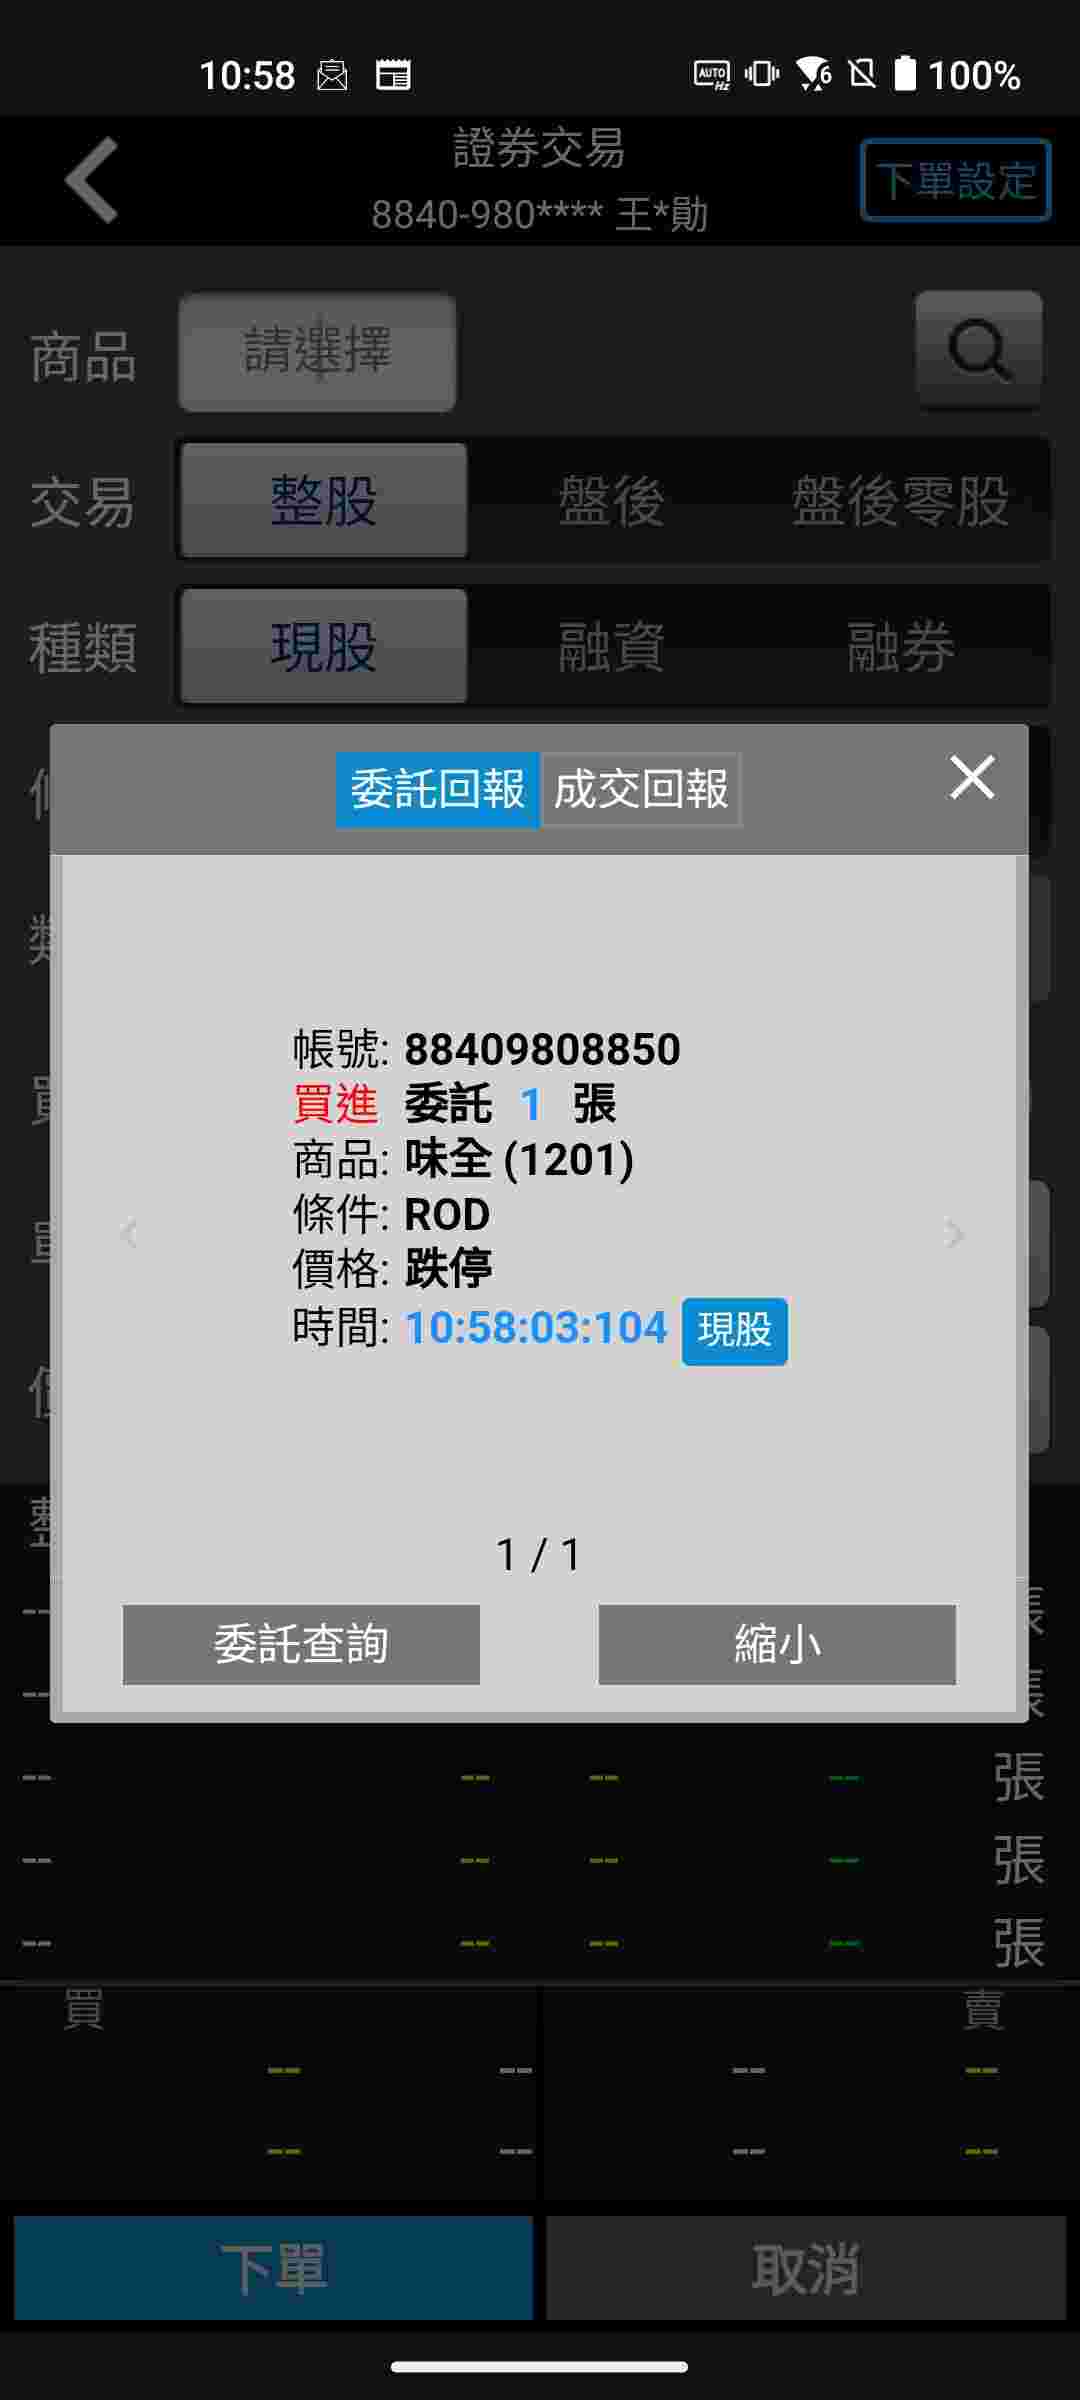 10:58 AUTO Hz 6 100%
證券交易
8840-980**** 王*勛
下單設定
商品 請選擇
交易 整股 盤後 盤後零股
種類 現股 融資 融券
委託回報 成交回報
帳號: 88409808850
買進 委託 1 張
商品: 味全 (1201)
條件: ROD
價格: 跌停
時間: 10:58:03:104 現股
1 / 1
委託查詢 縮小
-- -- -- -- 張
-- -- -- -- 張
-- -- -- -- 張
買 賣
-- -- -- --
-- -- -- --
下單 取消